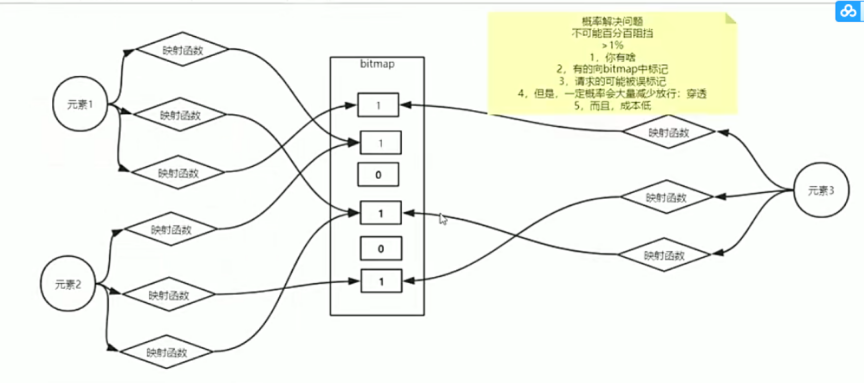 概率解决问题
不可能百分百阻挡
>1%
1，你有啥
2，有的向bitmap中标记
3，请求的可能被误标记
4，但是，一定概率会大量减少放行：穿透
5，而且，成本低
bitmap
映射函数
映射函数
映射函数
元素1
映射函数
映射函数
映射函数
元素2
1
1
0
1
0
1
映射函数
映射函数
映射函数
元素3